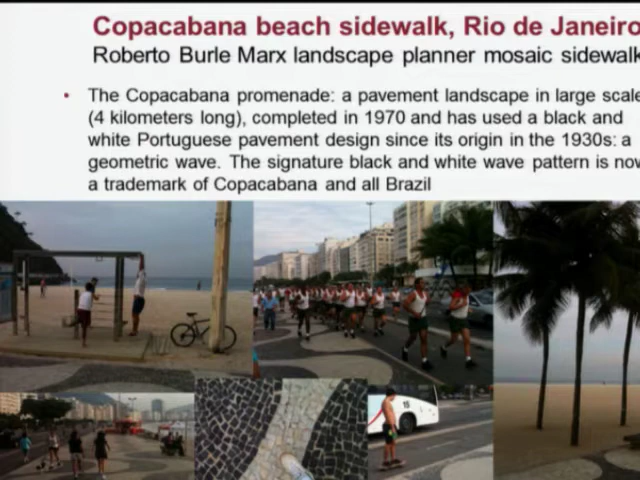 Copacabana beach sidewalk, Rio de Janeiro
Roberto Burle Marx landscape planner mosaic sidewalk
• The Copacabana promenade: a pavement landscape in large scale
(4 kilometers long), completed in 1970 and has used a black and
white Portuguese pavement design since its origin in the 1930s: a
geometric wave. The signature black and white wave pattern is now
a trademark of Copacabana and all Brazil